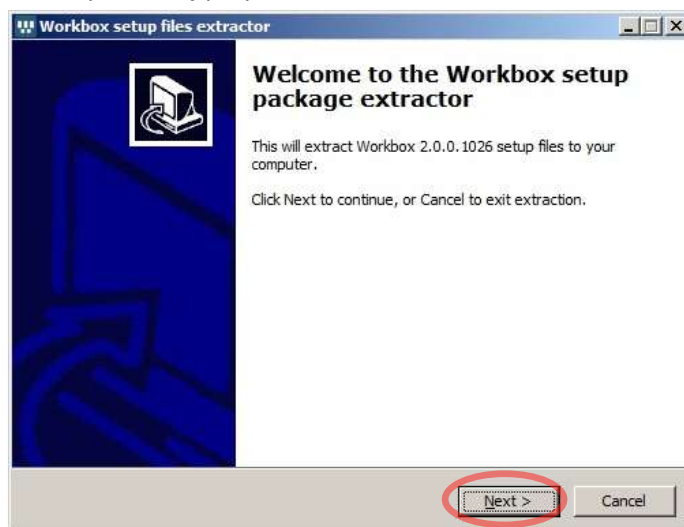 Workbox setup files extractor
Welcome to the Workbox setup
package extractor
This will extract Workbox 2.0.0.1026 setup files to your
computer.
Click Next to continue, or Cancel to exit extraction.
Next >
Cancel